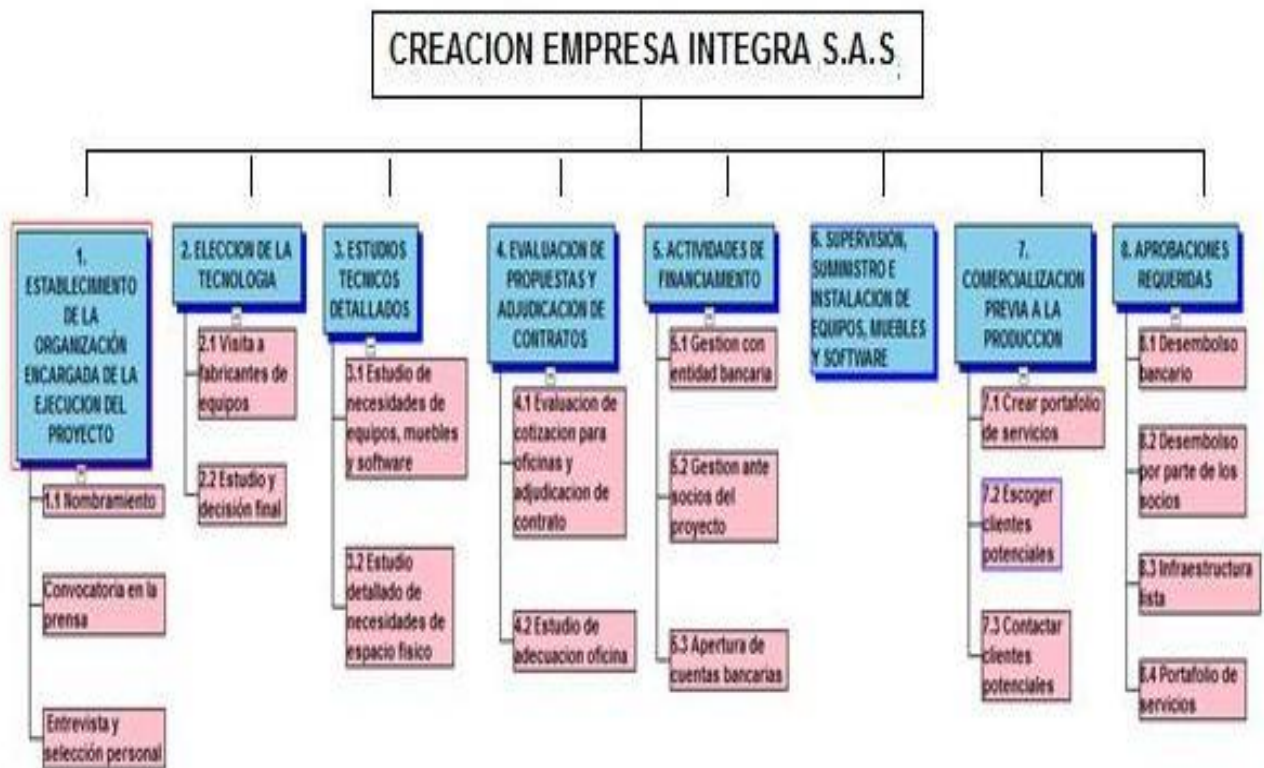 CREACION EMPRESA INTEGRA S.A.S
1.
ESTABLECIMIENTO
DE LA
ORGANIZACIÓN
ENCARGADA DE LA
EJECUCION DEL
PROYECTO
1.1 Nombramiento
Convocatoria en la
prensa
Entrevista y
selección personal
2. ELECCION DE LA
TECNOLOGIA
2.1 Visita a
fabricantes de
equipos
2.2 Estudio y
decisión final
3. ESTUDIOS
TECNICOS
DETALLADOS
3.1 Estudio de
necesidades de
equipos, muebles
y software
3.2 Estudio
detallado de
necesidades de
espacio fisico
4. EVALUACION DE
PROPUESTAS Y
ADJUDICACION DE
CONTRATOS
4.1 Evaluacion de
cotizacion para
oficinas y
adjudicacion de
contrato
4.2 Estudio de
adecuacion oficina
5. ACTIVIDADES DE
FINANCIAMIENTO
5.1 Gestion con
entidad bancaria
5.2 Gestion ante
socios del
proyecto
5.3 Apertura de
cuentas bancarias
6. SUPERVISIÓN,
SUMINISTRO E
INSTALACION DE
EQUIPOS, MUEBLES
Y SOFTWARE
7.
COMERCIALIZACION
PREVIA A LA
PRODUCCION
7.1 Crear portafolio
de servicios
7.2 Escoger
clientes
potenciales
7.3 Contactar
clientes
potenciales
8. APROBACIONES
REQUERIDAS
8.1 Desembolso
bancario
8.2 Desembolso
por parte de los
socios
8.3 Infraestructura
lista
8.4 Portafolio de
servicios